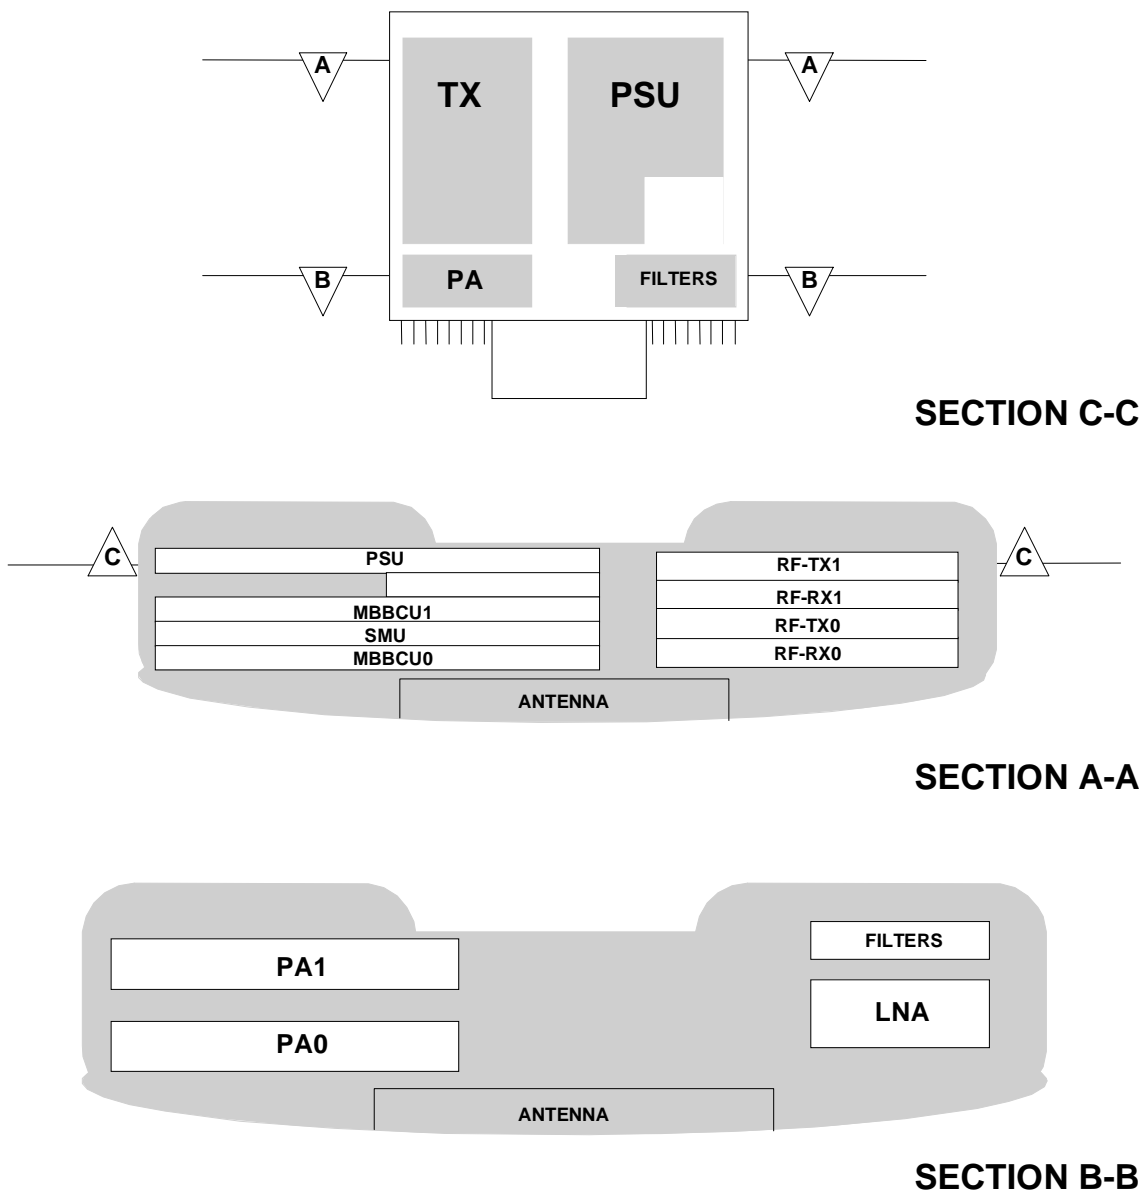 A
A
TX
PSU
B
B
PA
FILTERS
SECTION C-C
C
C
PSU
RF-TX1
RF-RX1
MBBCU1
RF-TX0
SMU
RF-RX0
MBBCU0
ANTENNA
SECTION A-A
FILTERS
PA1
LNA
PA0
ANTENNA
SECTION B-B